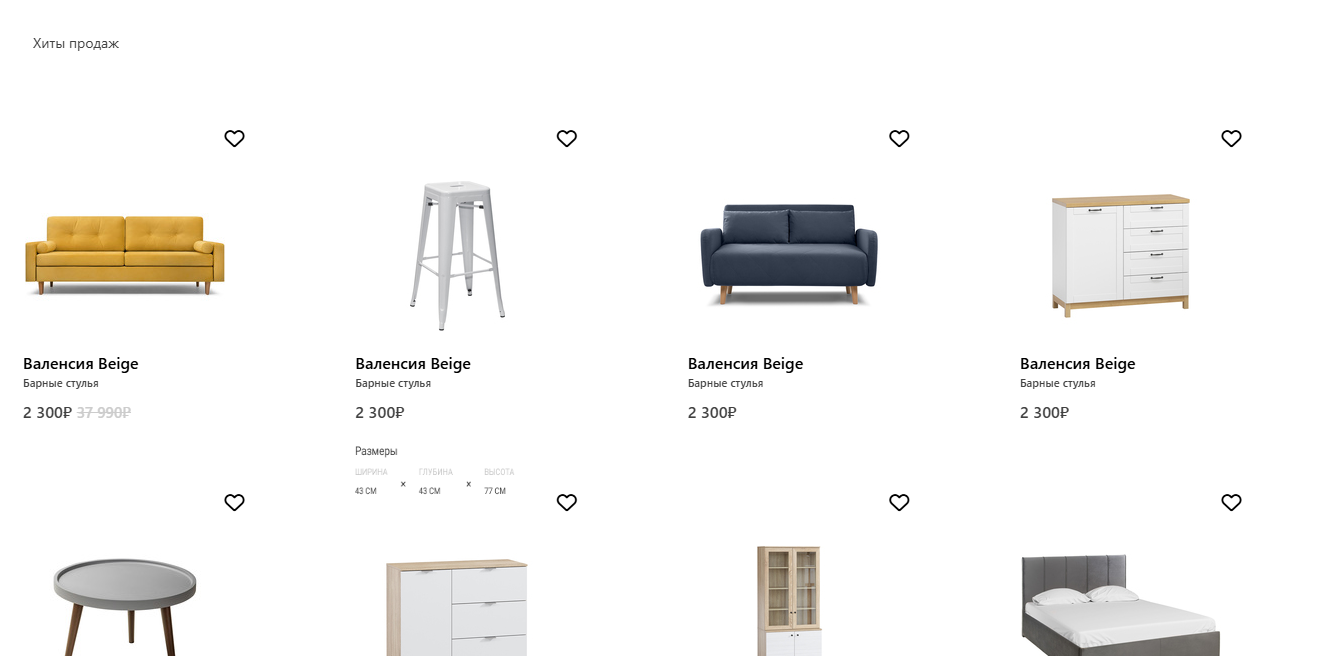 Хиты продаж
Валенсия Beige
Барные стулья
2 300₽ 37 990₽
Валенсия Beige
Барные стулья
2 300₽
Размеры
ШИРИНА ГЛУБИНА ВЫСОТА
43 СМ × 43 СМ × 77 СМ
Валенсия Beige
Барные стулья
2 300₽
Валенсия Beige
Барные стулья
2 300₽